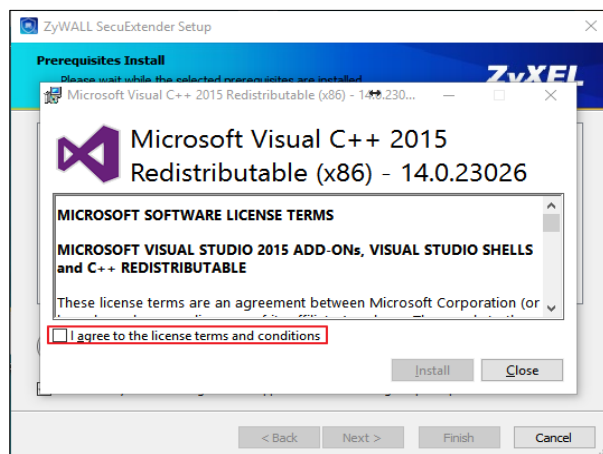 ZyWALL SecuExtender Setup
Prerequisites Install
Please wait while the selected prerequisites are installed
ZyXEL
Microsoft Visual C++ 2015 Redistributable (x86) - 14.0.230...
Microsoft Visual C++ 2015
Redistributable (x86) - 14.0.23026
MICROSOFT SOFTWARE LICENSE TERMS
MICROSOFT VISUAL STUDIO 2015 ADD-ONs, VISUAL STUDIO SHELLS
and C++ REDISTRIBUTABLE
These license terms are an agreement between Microsoft Corporation (or
I agree to the license terms and conditions
Install Close
< Back Next > Finish Cancel